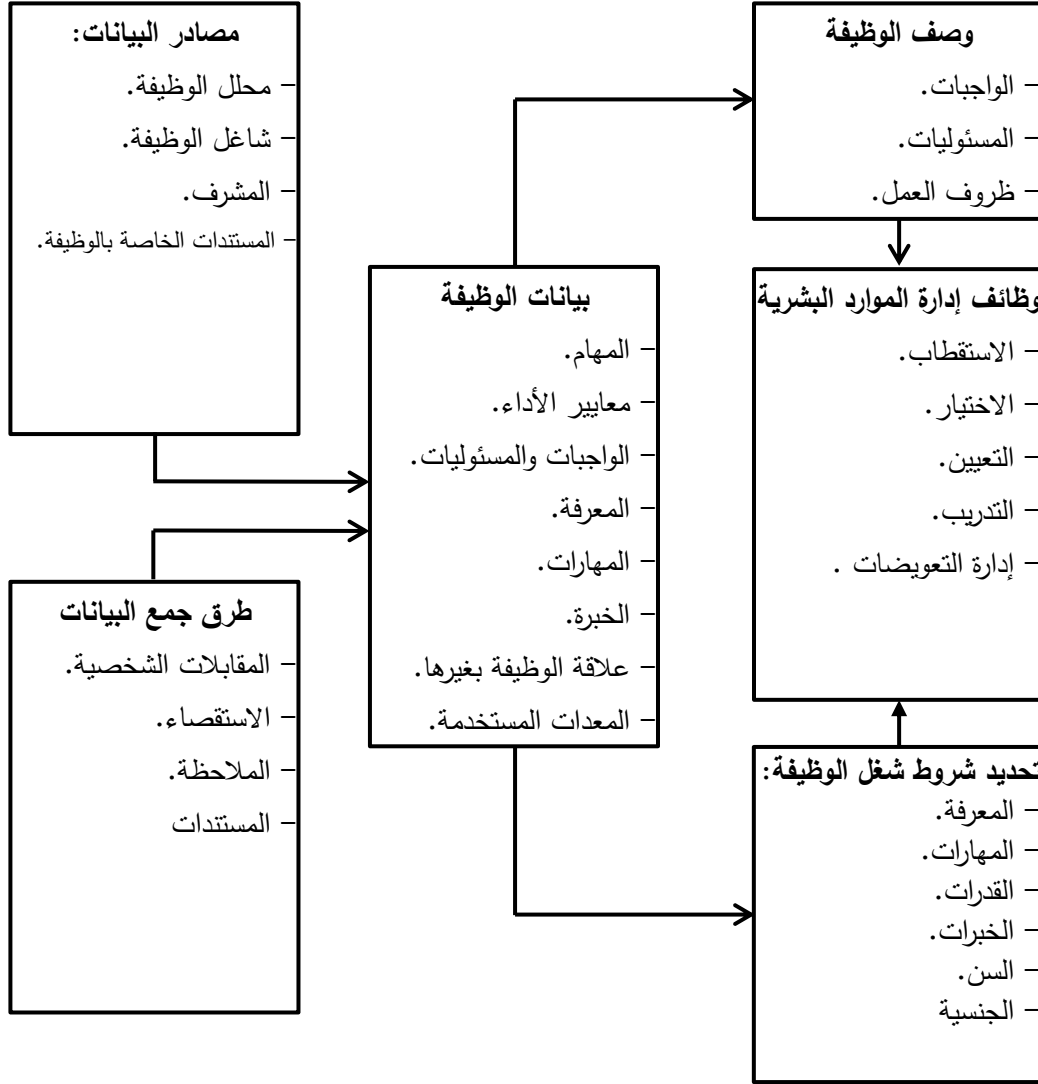 مصادر البيانات:
– محلل الوظيفة.
– شاغل الوظيفة.
– المشرف.
– المستندات الخاصة بالوظيفة.
طرق جمع البيانات
– المقابلات الشخصية.
– الاستقصاء.
– الملاحظة.
– المستندات
بيانات الوظيفة
– المهام.
– معايير الأداء.
– الواجبات والمسئوليات.
– المعرفة.
– المهارات.
– الخبرة.
– علاقة الوظيفة بغيرها.
– المعدات المستخدمة.
وصف الوظيفة
– الواجبات.
– المسئوليات.
– ظروف العمل.
وظائف إدارة الموارد البشرية
– الاستقطاب.
– الاختيار.
– التعيين.
– التدريب.
– إدارة التعويضات .
تحديد شروط شغل الوظيفة:
– المعرفة.
– المهارات.
– القدرات.
– الخبرات.
– السن.
– الجنسية